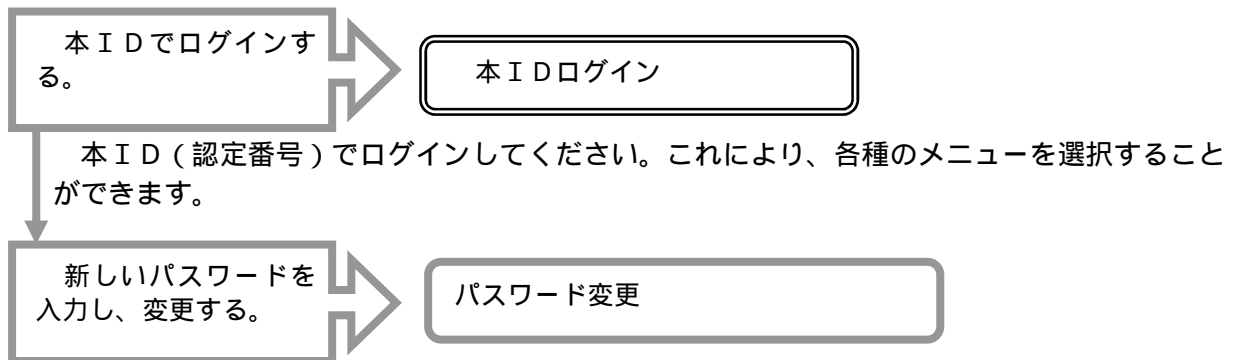 本ＩＤでログインす
る。
本ＩＤログイン
本ＩＤ（認定番号）でログインしてください。これにより、各種のメニューを選択すること
ができます。
新しいパスワードを
入力し、変更する。
パスワード変更